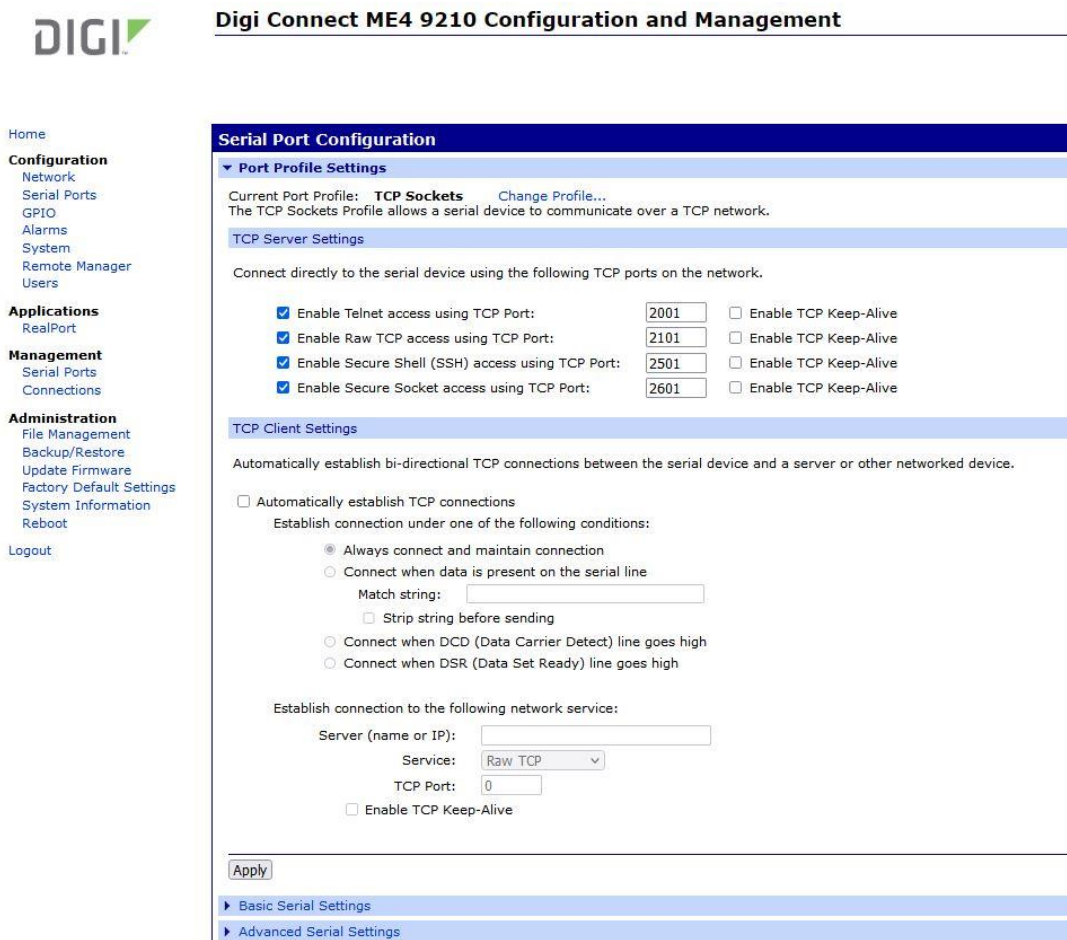 DIGI
Digi Connect ME4 9210 Configuration and Management
Home
Configuration
Network
Serial Ports
GPIO
Alarms
System
Remote Manager
Users
Applications
RealPort
Management
Serial Ports
Connections
Administration
File Management
Backup/Restore
Update Firmware
Factory Default Settings
System Information
Reboot
Logout
Serial Port Configuration
Port Profile Settings
Current Port Profile: TCP Sockets Change Profile...
The TCP Sockets Profile allows a serial device to communicate over a TCP network.
TCP Server Settings
Connect directly to the serial device using the following TCP ports on the network.
Enable Telnet access using TCP Port: 2001 Enable TCP Keep-Alive
Enable Raw TCP access using TCP Port: 2101 Enable TCP Keep-Alive
Enable Secure Shell (SSH) access using TCP Port: 2501 Enable TCP Keep-Alive
Enable Secure Socket access using TCP Port: 2601 Enable TCP Keep-Alive
TCP Client Settings
Automatically establish bi-directional TCP connections between the serial device and a server or other networked device.
Automatically establish TCP connections
Establish connection under one of the following conditions:
Always connect and maintain connection
Connect when data is present on the serial line
Match string:
Strip string before sending
Connect when DCD (Data Carrier Detect) line goes high
Connect when DSR (Data Set Ready) line goes high
Establish connection to the following network service:
Server (name or IP):
Service: Raw TCP
TCP Port: 0
Enable TCP Keep-Alive
Apply
Basic Serial Settings
Advanced Serial Settings